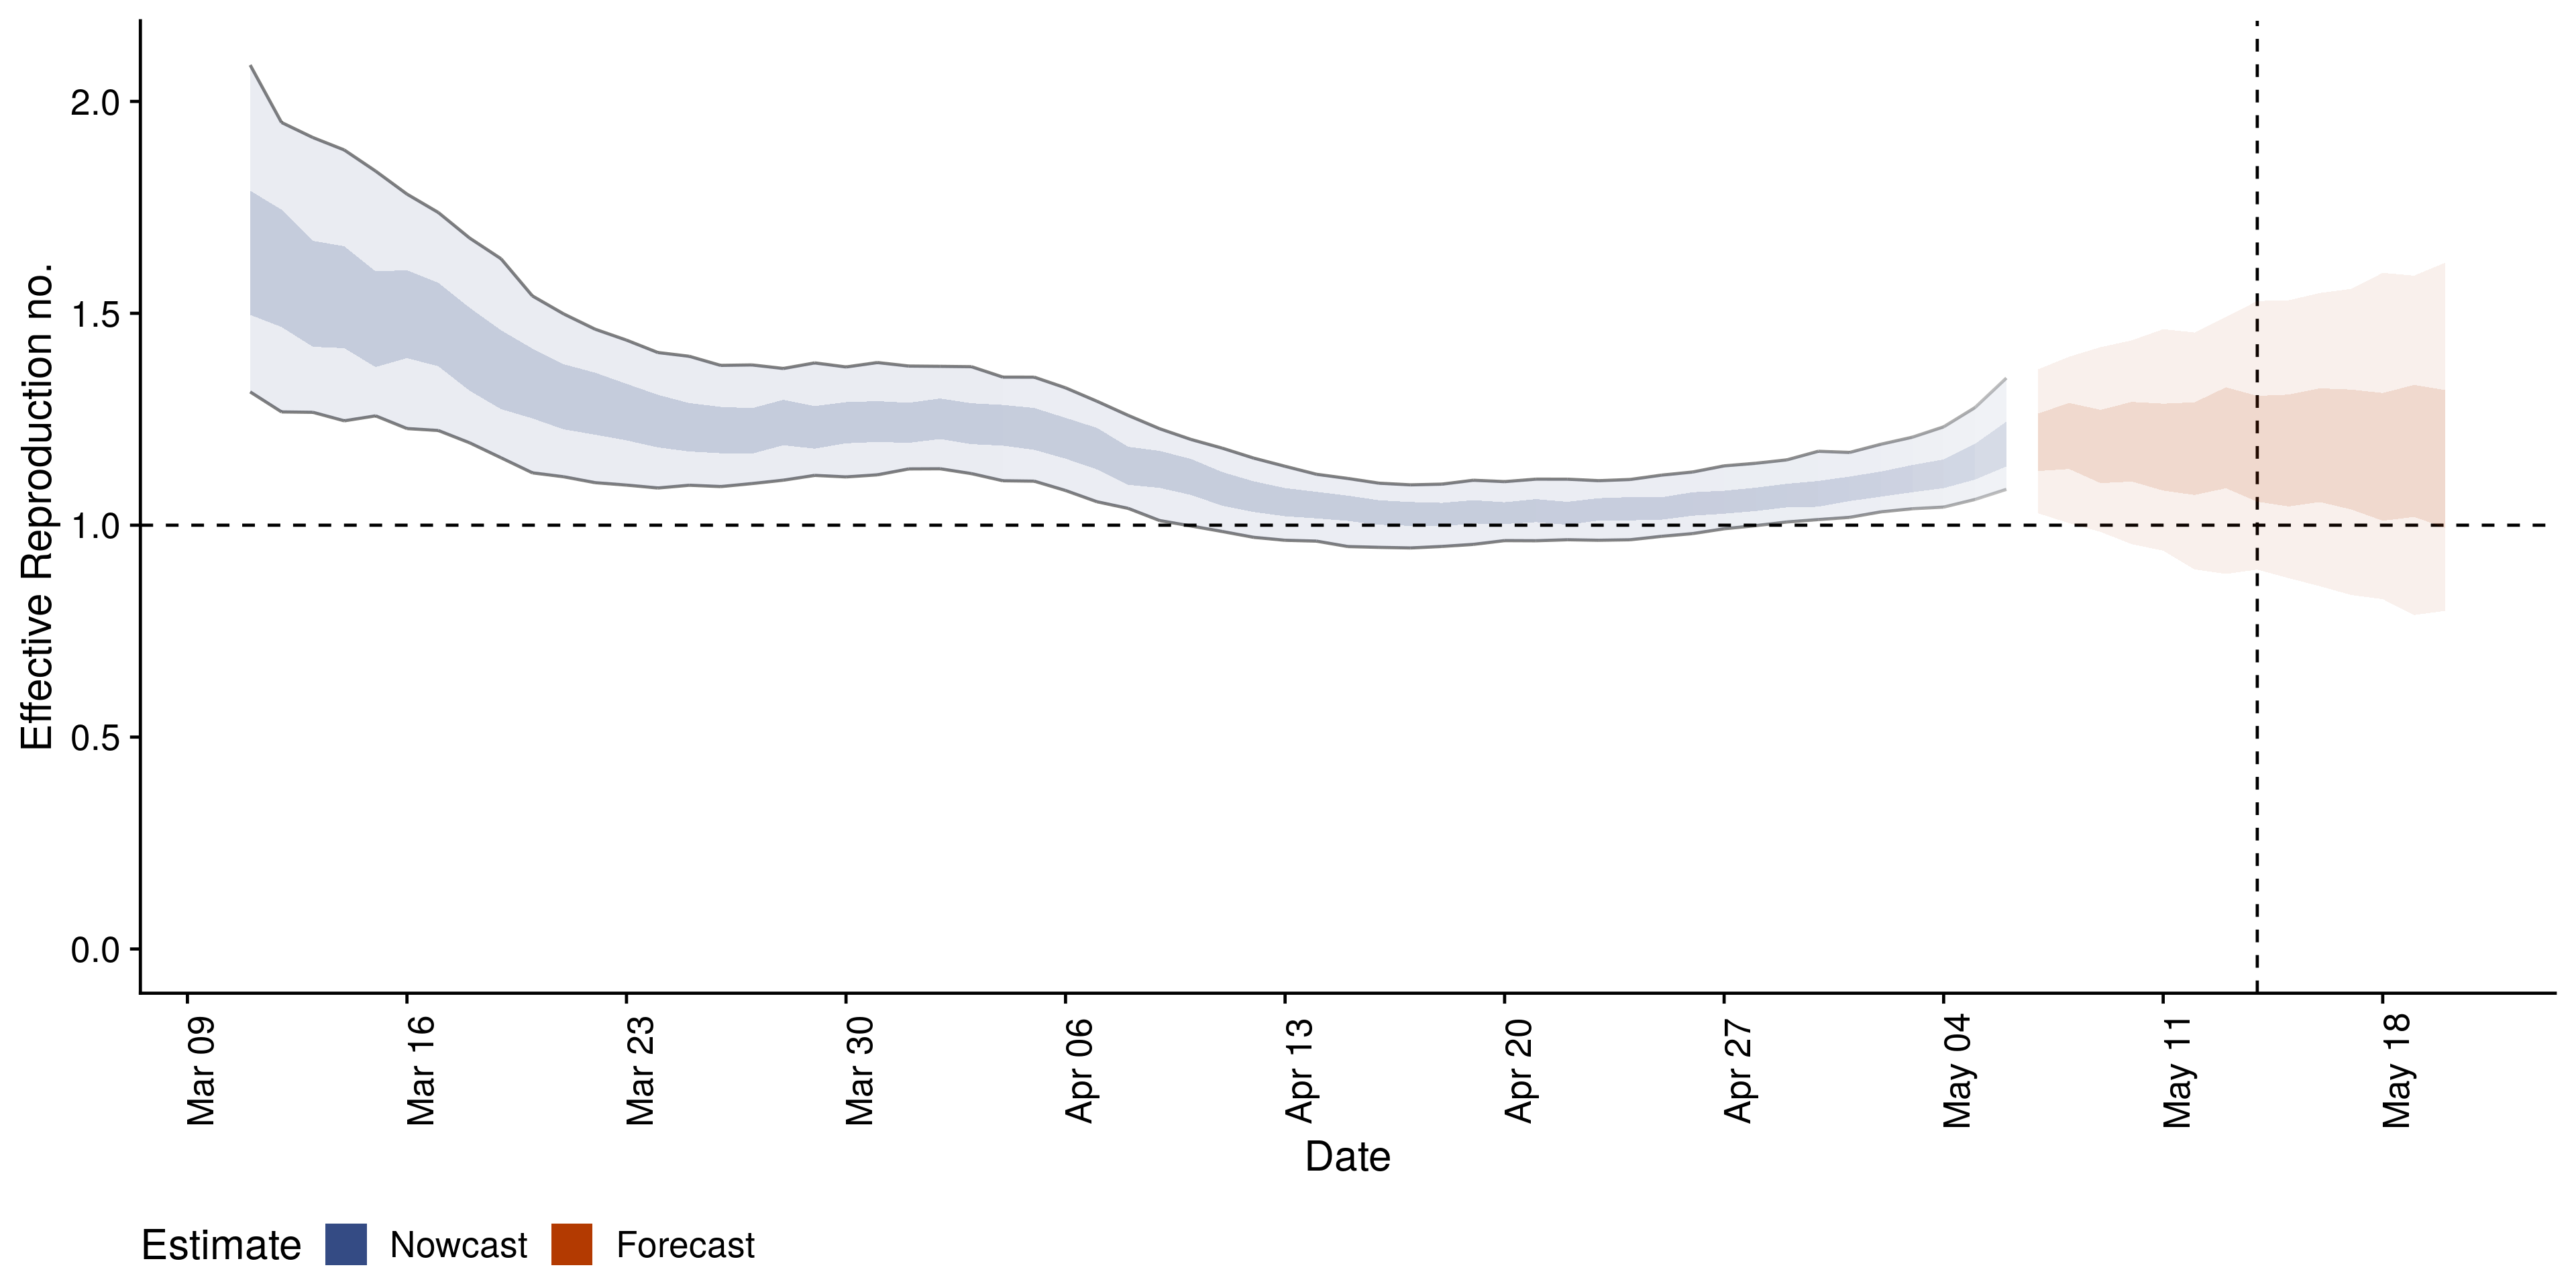 Effective Reproduction no.
2.0
1.5
1.0
0.5
0.0
Mar 09
Mar 16
Mar 23
Mar 30
Apr 06
Apr 13
Apr 20
Apr 27
May 04
May 11
May 18
Date
Estimate Nowcast Forecast